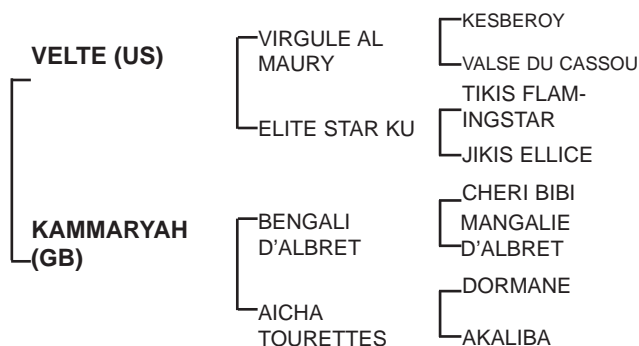 VELTE (US)
KAMMARYAH
(GB)
VIRGULE AL
MAURY
ELITE STAR KU
BENGALI
D'ALBRET
AICHA
TOURETTES
KESBEROY
VALSE DU CASSOU
TIKIS FLAM-
INGSTAR
JIKIS ELLICE
CHERI BIBI
MANGALIE
D'ALBRET
DORMANE
AKALIBA